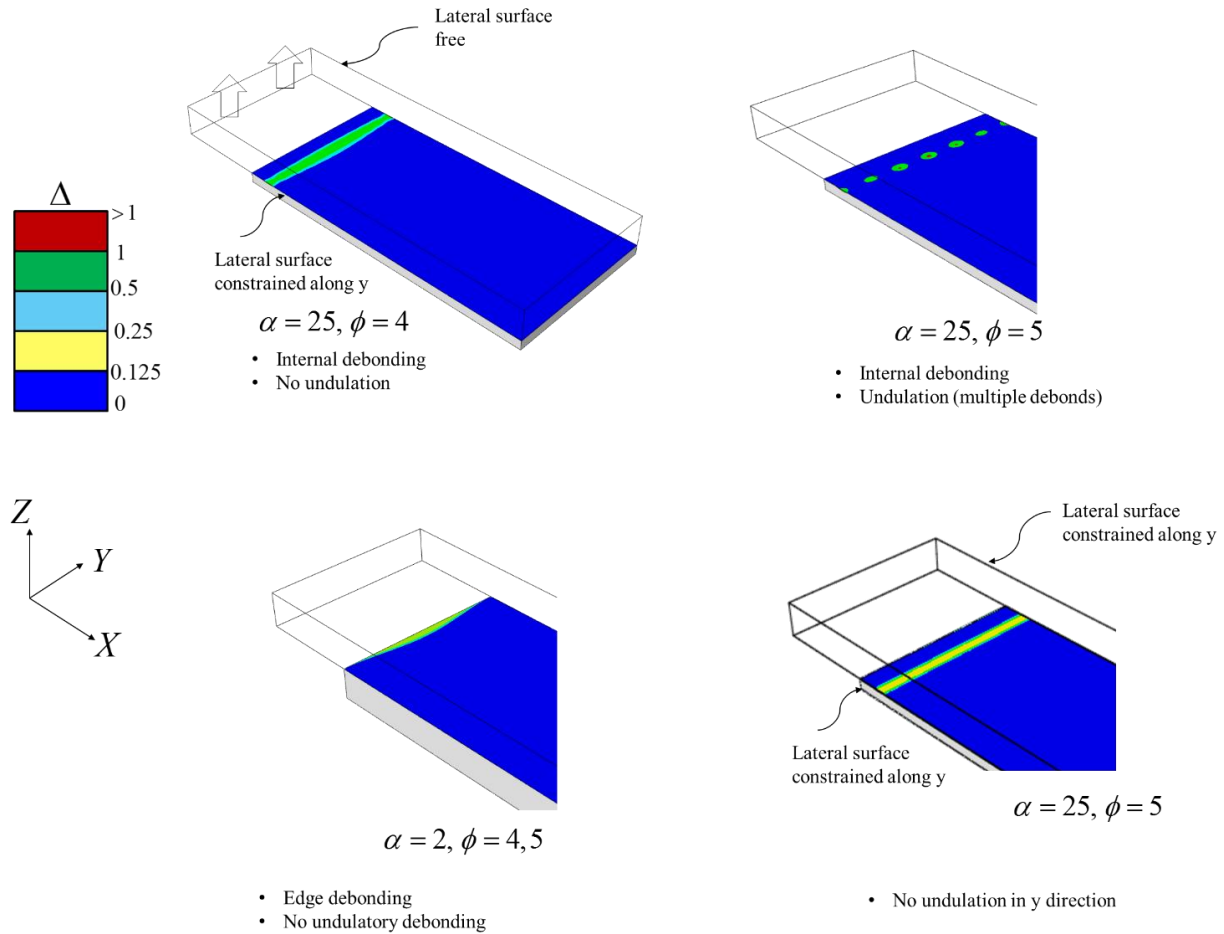 Lateral surface
free
Δ
>1
1
0.5
0.25
0.125
0
Lateral surface
constrained along y
α = 25, ϕ = 4
• Internal debonding
• No undulation
α = 25, ϕ = 5
• Internal debonding
• Undulation (multiple debonds)
Z
Y
X
α = 2, ϕ = 4,5
• Edge debonding
• No undulatory debonding
Lateral surface
constrained along y
Lateral surface
constrained along y
α = 25, ϕ = 5
• No undulation in y direction